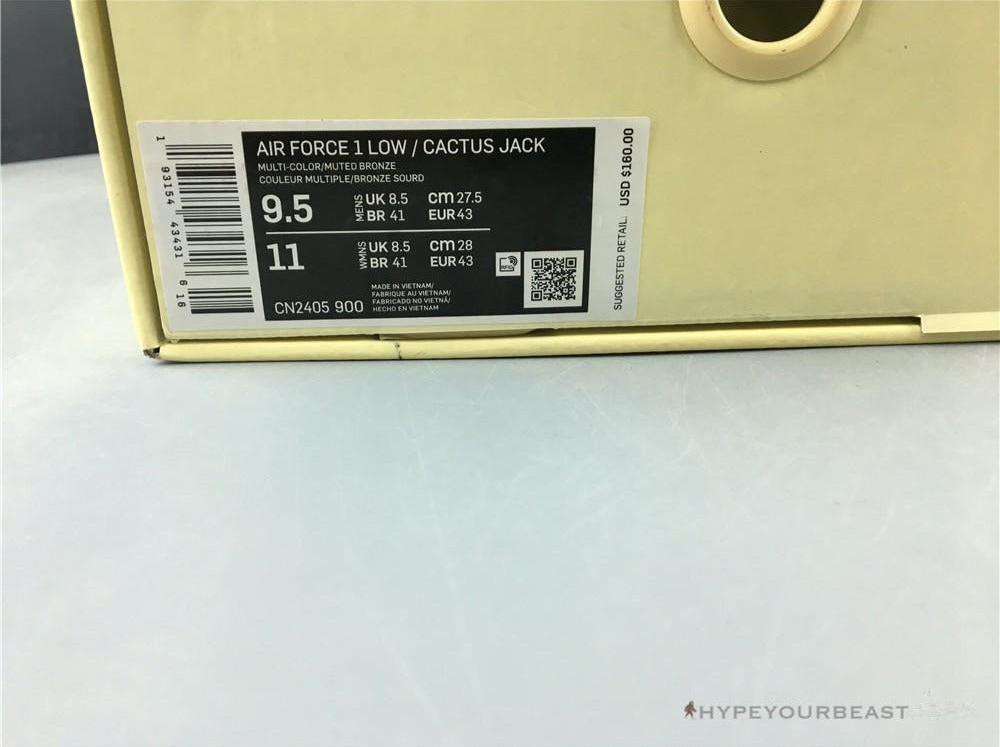 1 93154 43431 6 16
AIR FORCE 1 LOW / CACTUS JACK
MULTI-COLOR/MUTED BRONZE
COULEUR MULTIPLE/BRONZE SOURD
9.5 MENS UK 8.5 cm 27.5
BR 41 EUR 43
11 WMNS UK 8.5 cm 28
BR 41 EUR 43
RFID
CN2405 900
MADE IN VIETNAM/
FABRIQUE AU VIETNAM/
FABRICADO NO VIETNÃ/
HECHO EN VIETNAM
SUGGESTED RETAIL: USD $160.00
#HYPEYOURBEAST